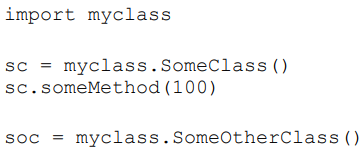 import myclass
sc = myclass.SomeClass()
sc.someMethod(100)
soc = myclass.SomeOtherClass()